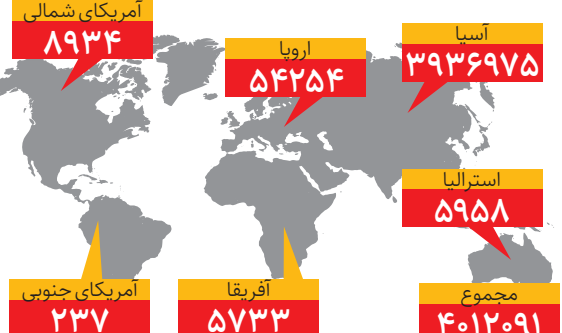 آمریکای شمالی
۸۹۳۴
اروپا
۵۴۲۵۴
آسیا
۳۹۳۶۹۷۵
استرالیا
۵۹۵۸
آمریکای جنوبی
۲۳۷
آفریقا
۵۷۳۳
مجموع
۴۰۱۲۰۹۱